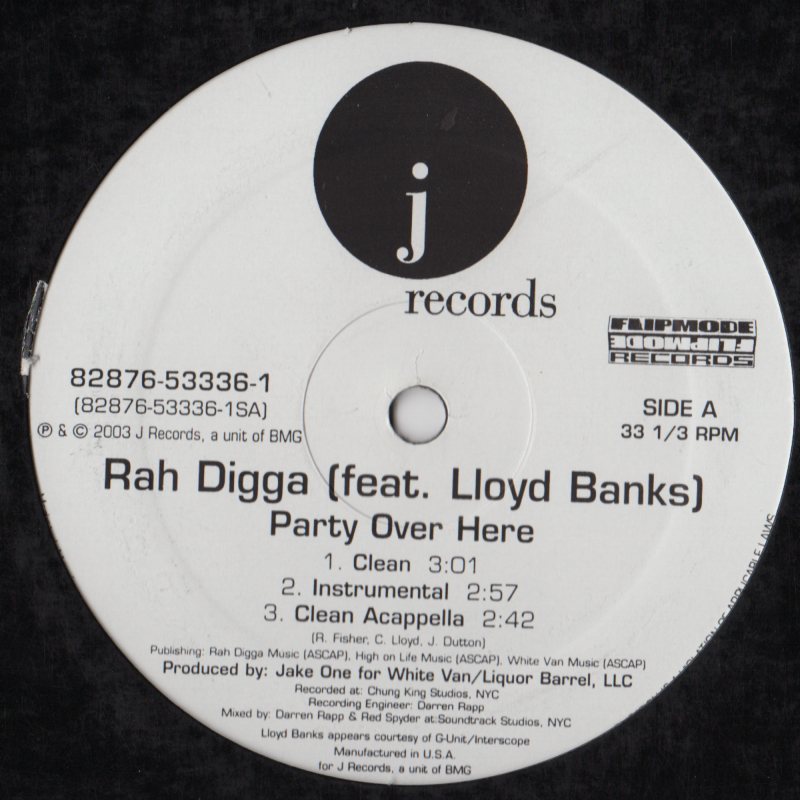 j
records
FLIPMODE
FLIPMODE
RECORDS
82876-53336-1
(82876-53336-1SA)
℗ & © 2003 J Records, a unit of BMG
SIDE A
33 1/3 RPM
Rah Digga (feat. Lloyd Banks)
Party Over Here
1. Clean 3:01
2. Instrumental 2:57
3. Clean Acappella 2:42
(R. Fisher, C. Lloyd, J. Dutton)
Publishing: Rah Digga Music (ASCAP), High on Life Music (ASCAP), White Van Music (ASCAP)
Produced by: Jake One for White Van/Liquor Barrel, LLC
Recorded at: Chung King Studios, NYC
Recording Engineer: Darren Rapp
Mixed by: Darren Rapp & Red Spyder at:Soundtrack Studios, NYC
Lloyd Banks appears courtesy of G-Unit/Interscope
Manufactured in U.S.A.
for J Records, a unit of BMG
OF APPLICABLE LAWS